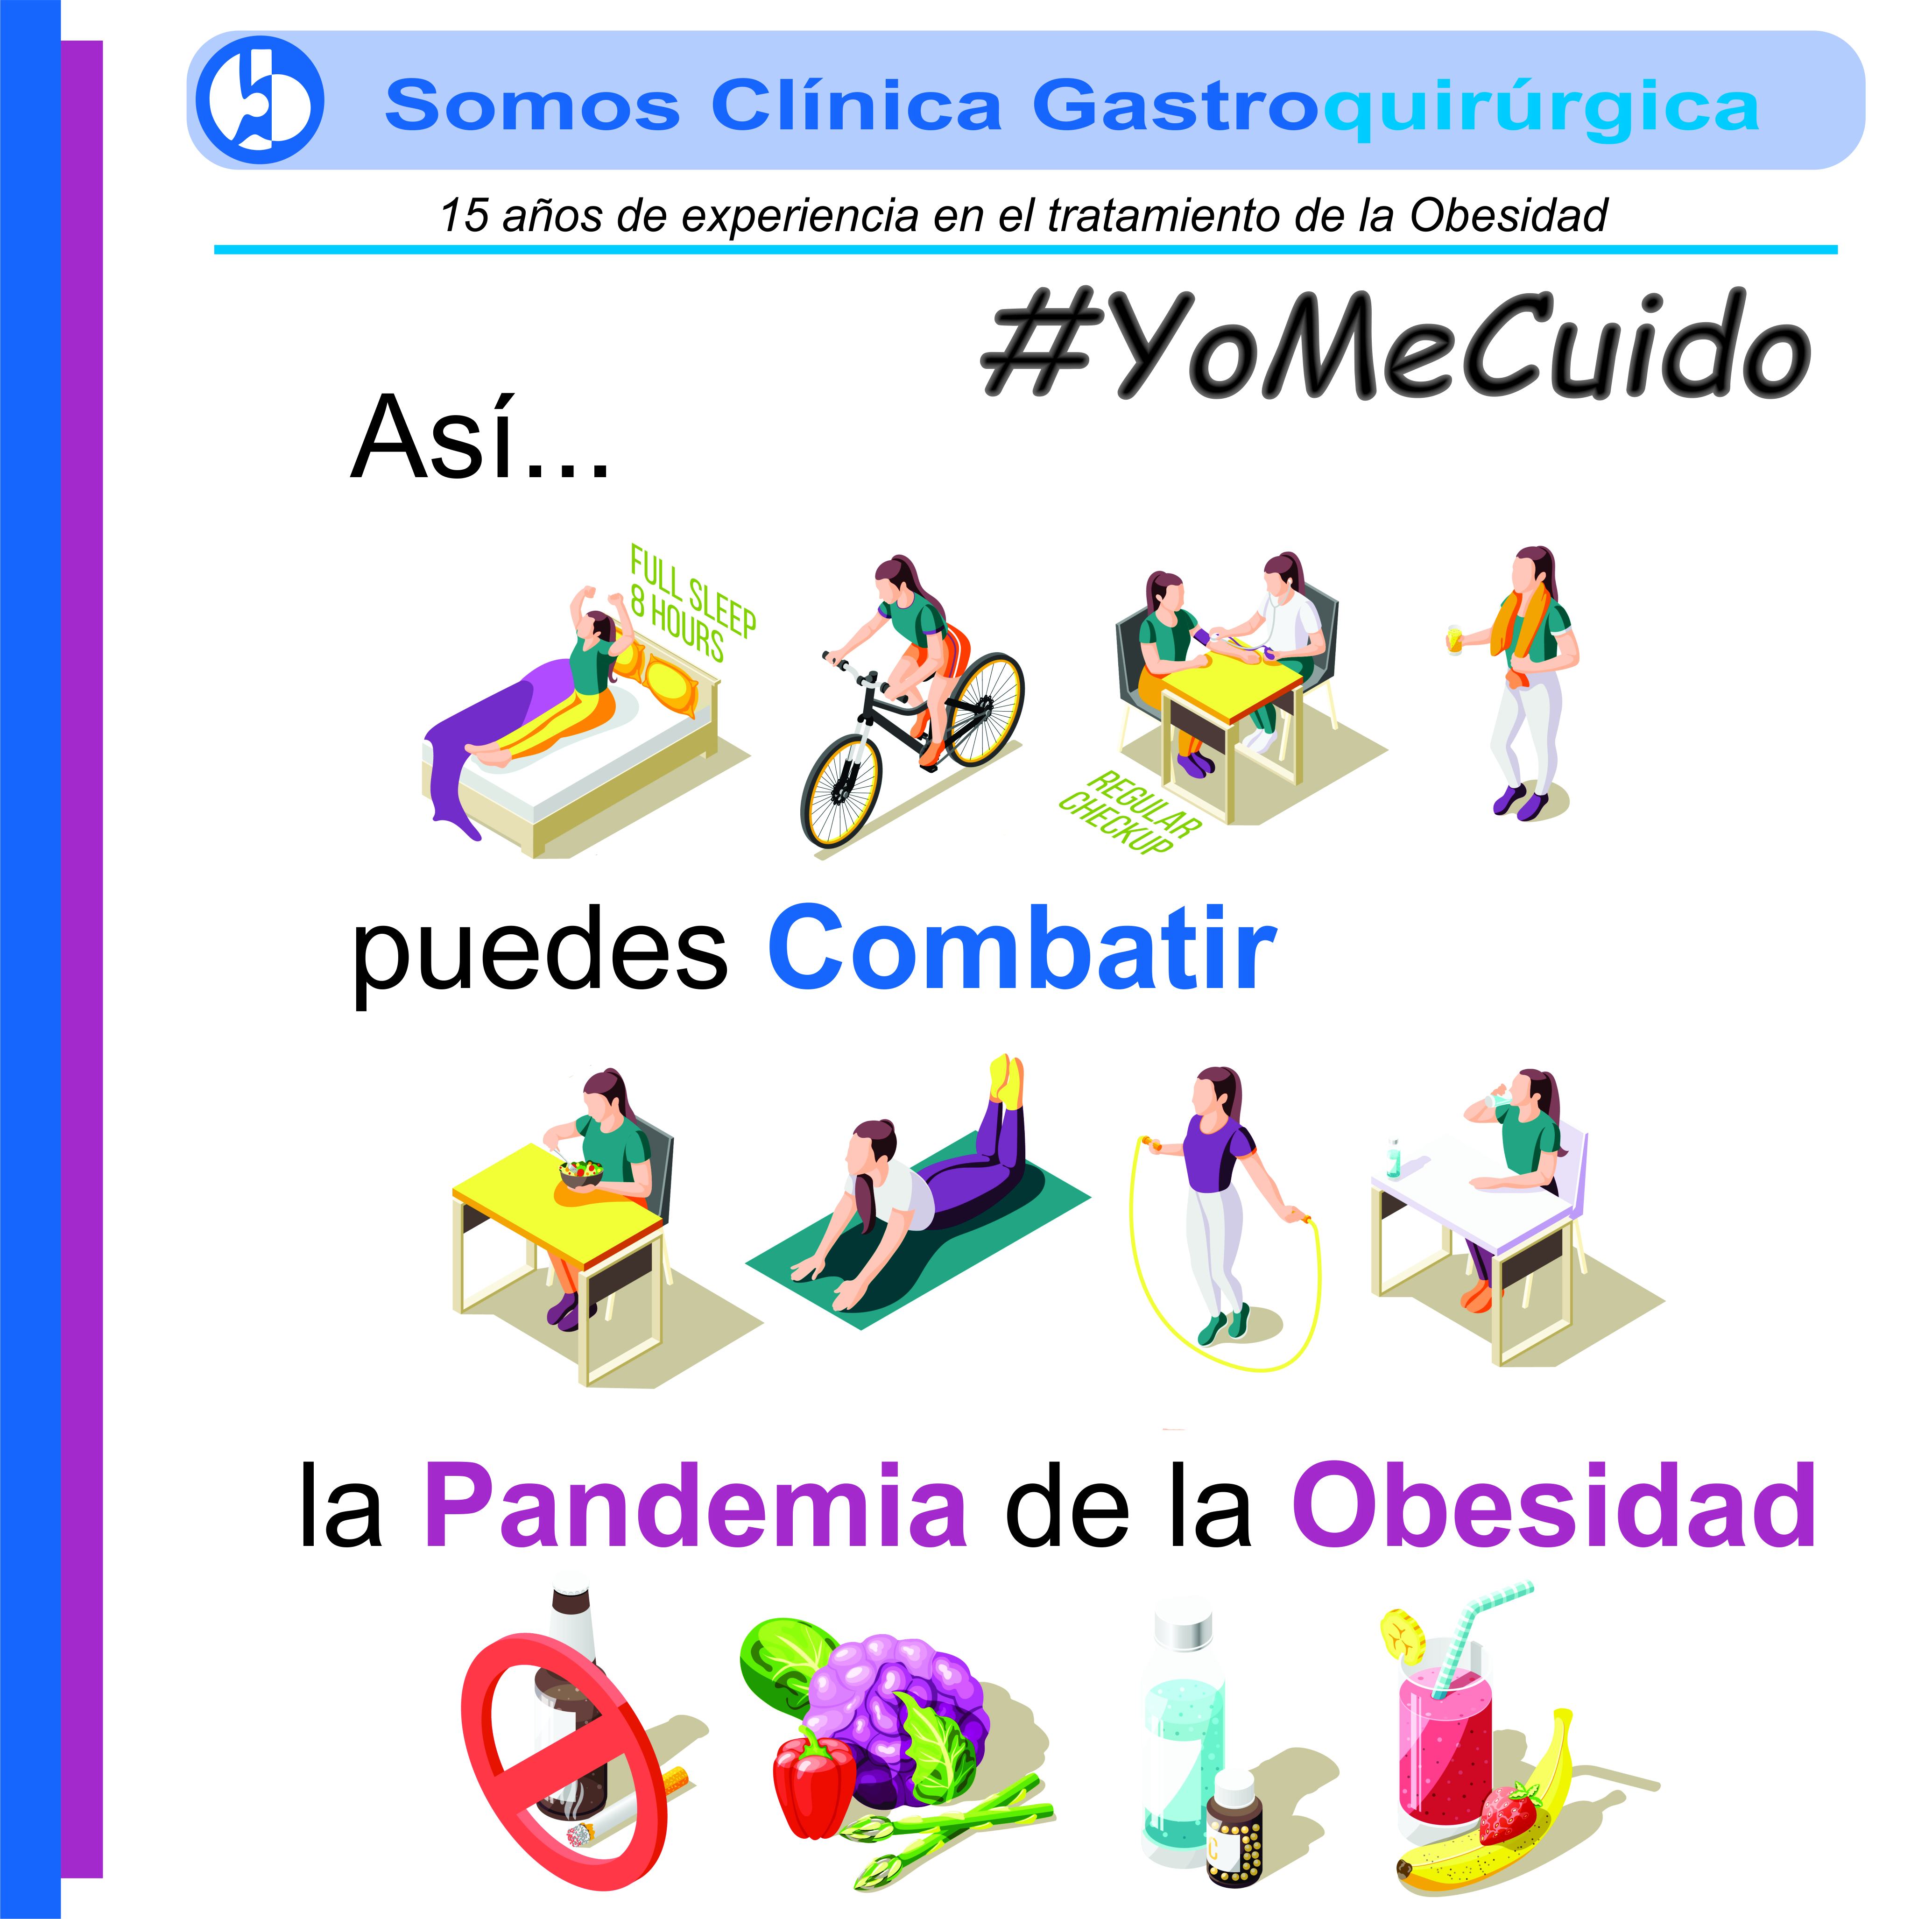 Somos Clínica Gastroquirúrgica
15 años de experiencia en el tratamiento de la Obesidad
#YoMeCuido
Así...
FULL SLEEP
8 HOURS
REGULAR
CHECKUP
puedes Combatir
la Pandemia de la Obesidad
C